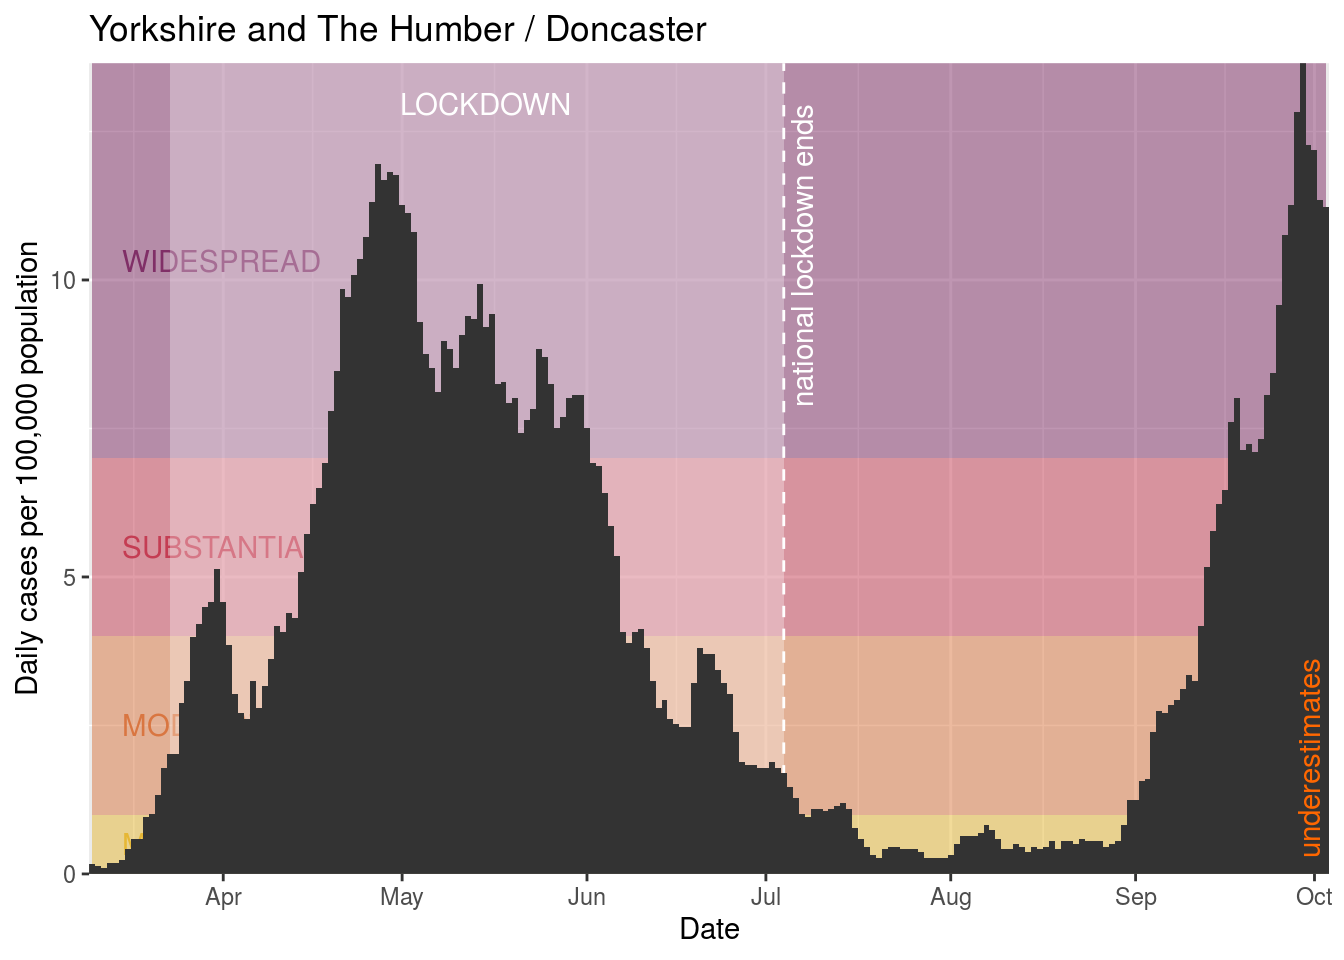 Yorkshire and The Humber / Doncaster
LOCKDOWN
national lockdown ends
WIDESPREAD
SUBSTANTIA
MOD
underestimates
Daily cases per 100,000 population
10
5
0
Apr
May
Jun
Jul
Aug
Sep
Oct
Date